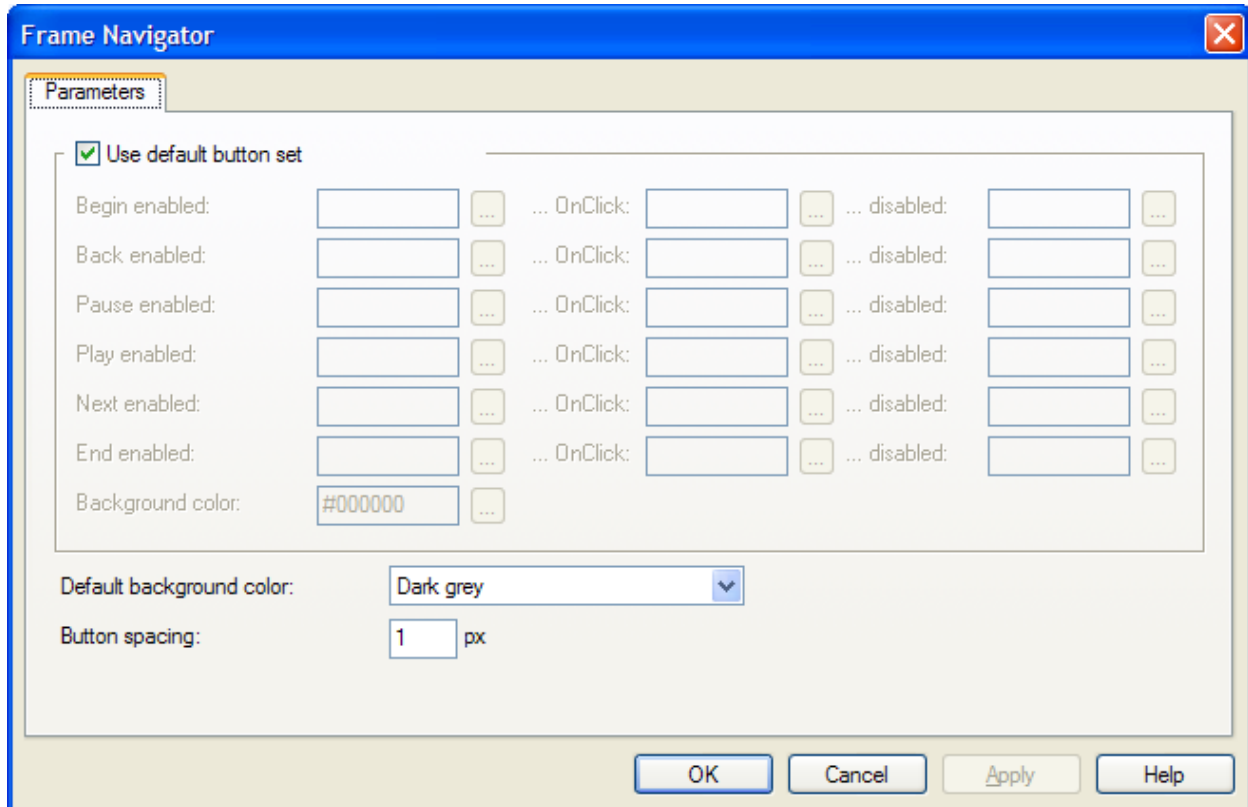 Frame Navigator
Parameters
Use default button set
Begin enabled: ... ... OnClick: ... ... disabled: ...
Back enabled: ... ... OnClick: ... ... disabled: ...
Pause enabled: ... ... OnClick: ... ... disabled: ...
Play enabled: ... ... OnClick: ... ... disabled: ...
Next enabled: ... ... OnClick: ... ... disabled: ...
End enabled: ... ... OnClick: ... ... disabled: ...
Background color: #000000 ...
Default background color: Dark grey
Button spacing: 1 px
OK Cancel Apply Help